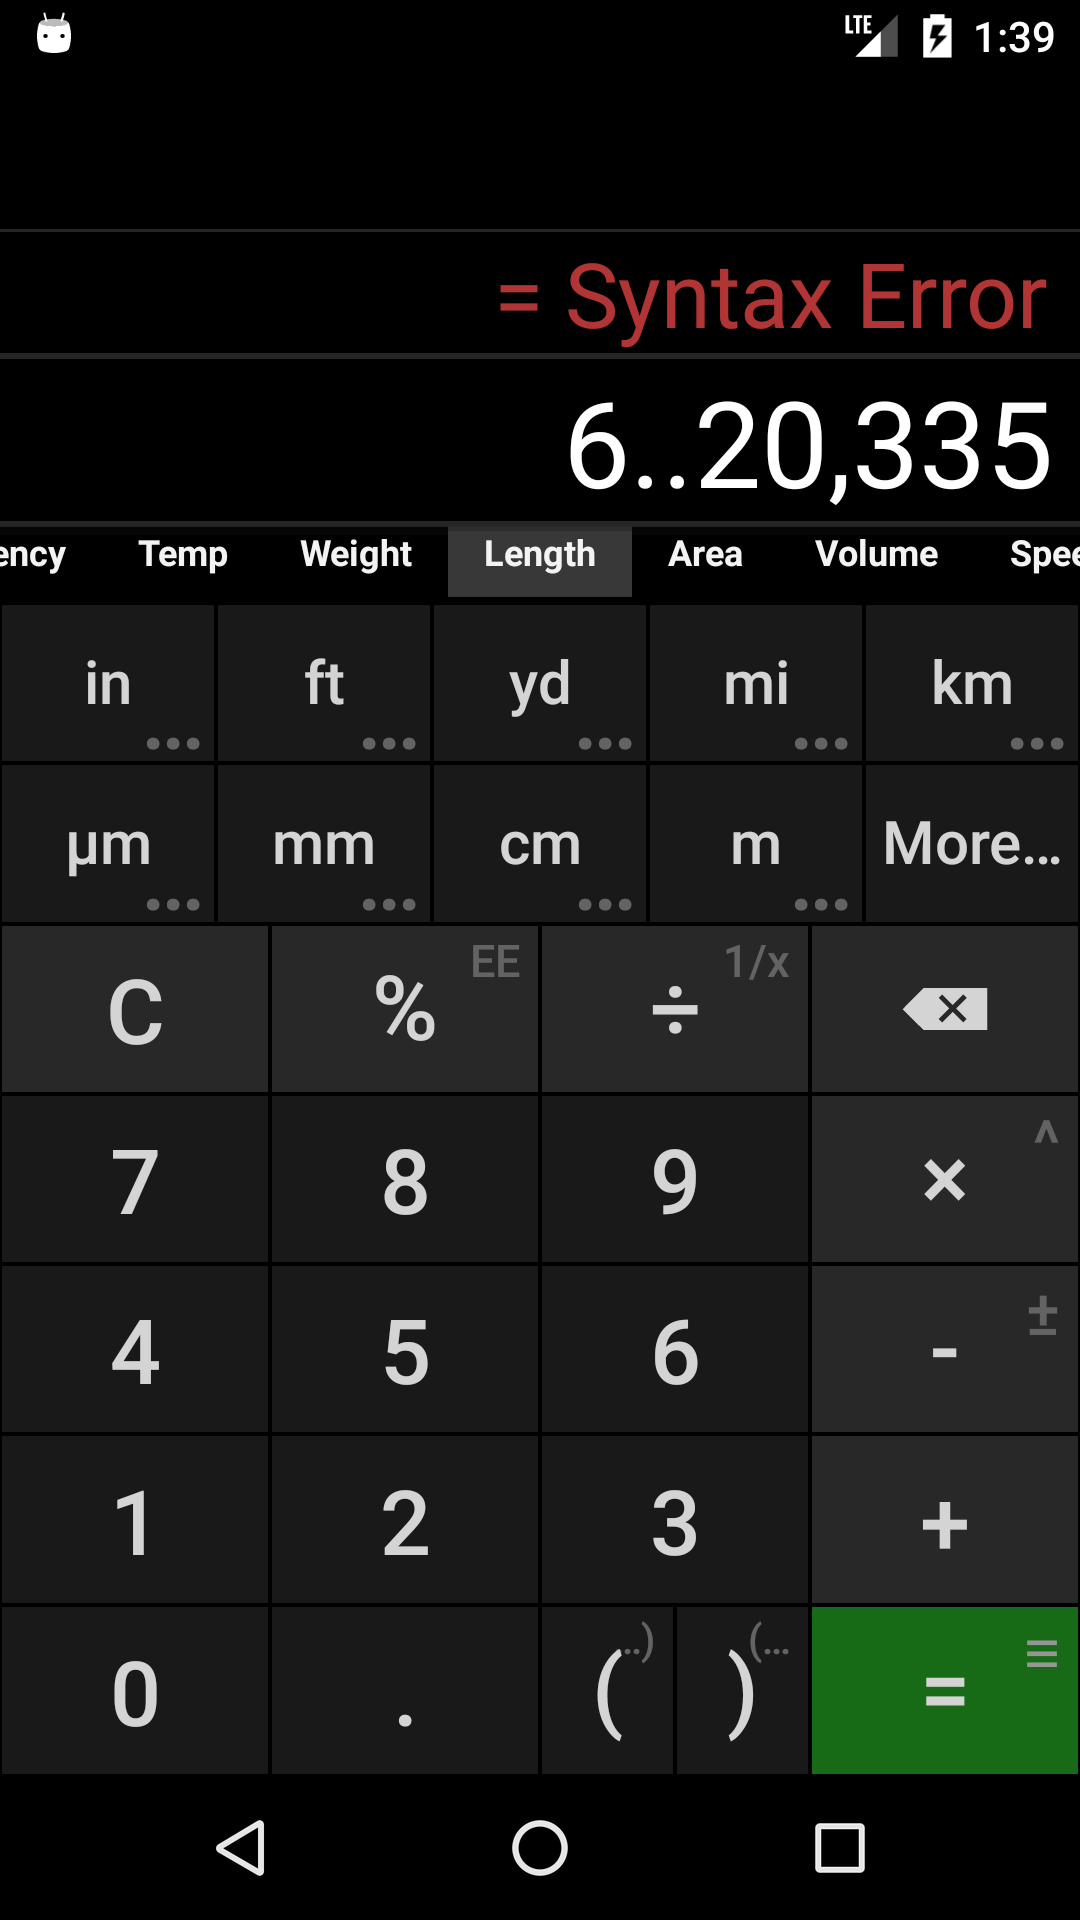 LTE 1:39
= Syntax Error
6..20,335
ency Temp Weight Length Area Volume Spee
in ft yd mi km
µm mm cm m More...
C % EE ÷ 1/x
7 8 9 × ^
4 5 6 - ±
1 2 3 +
0 . ( ..) ) (... =